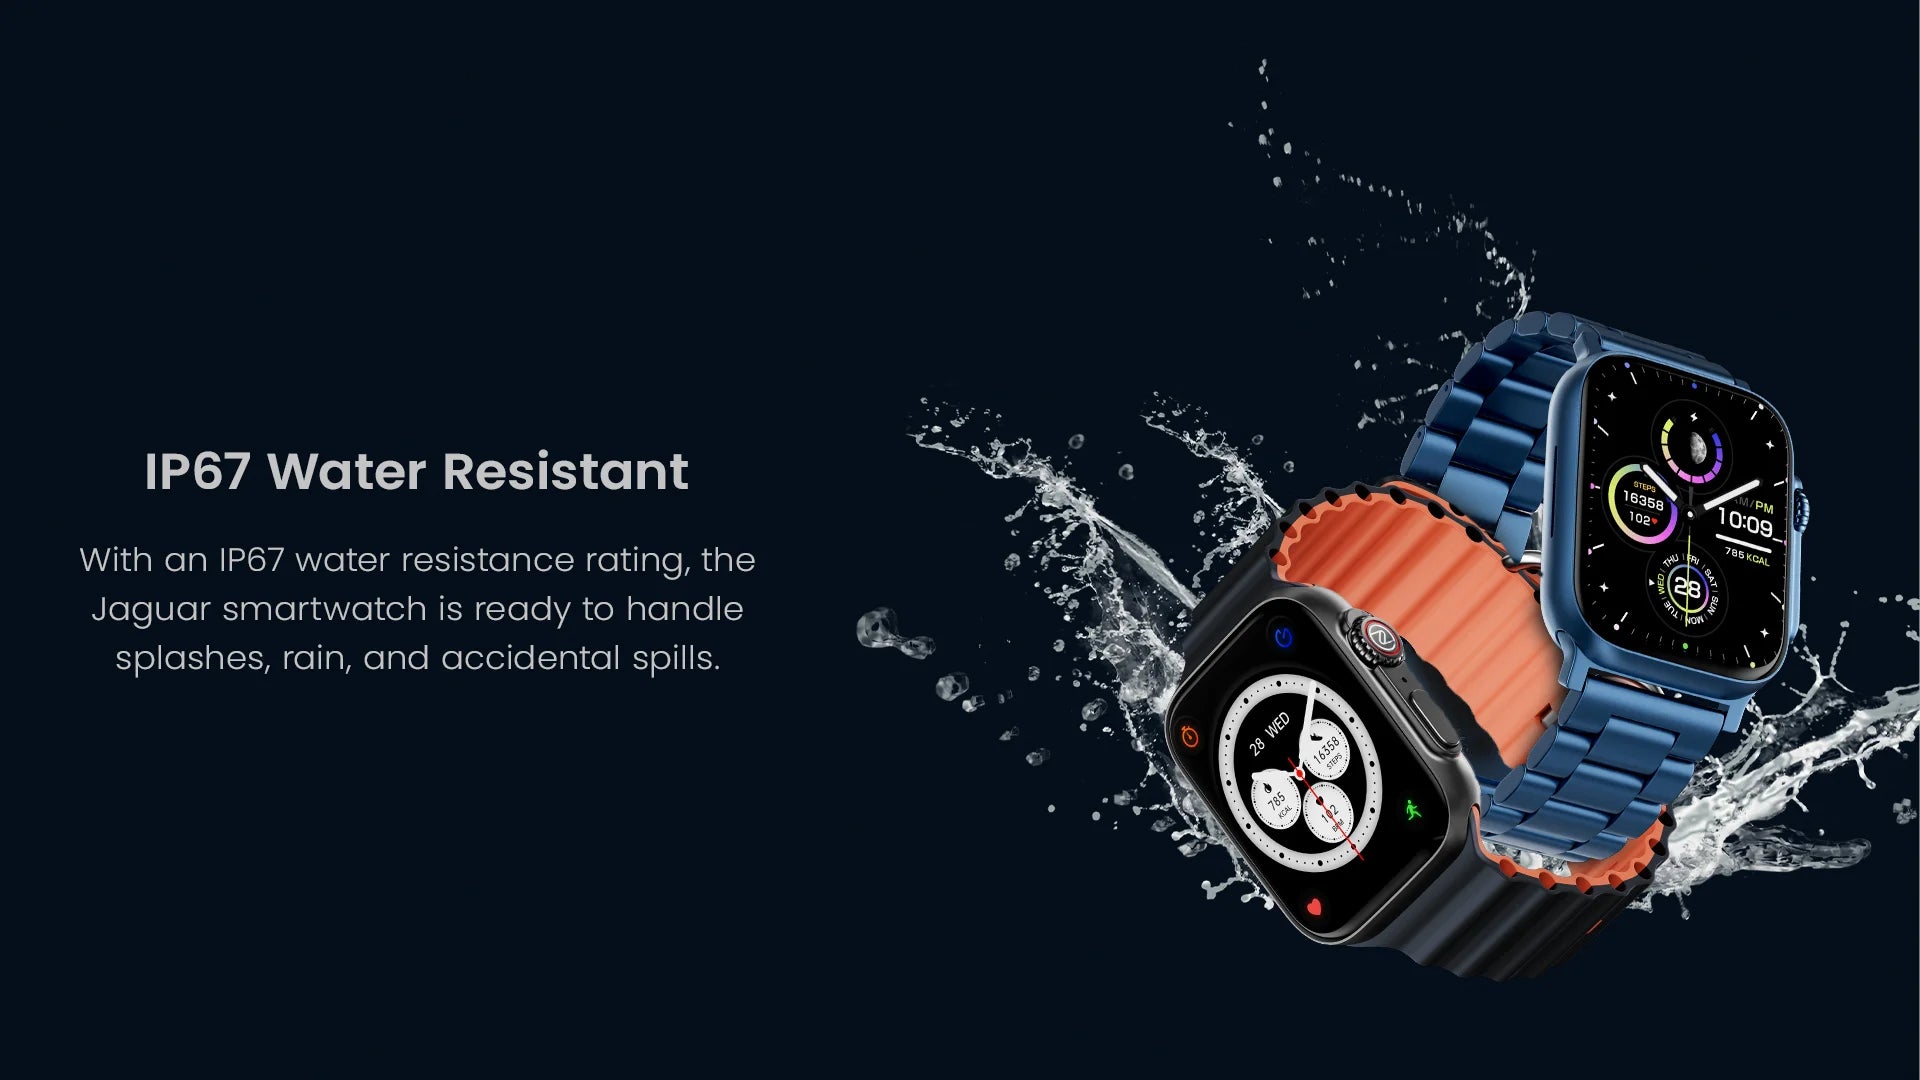 IP67 Water Resistant
With an IP67 water resistance rating, the
Jaguar smartwatch is ready to handle
splashes, rain, and accidental spills.
STEPS
16358
102
AM/PM
10:09
785 KCAL
MON TUE WED THU FRI SAT SUN
28
28 WED
16358
STEPS
785
KCAL
102
BPM